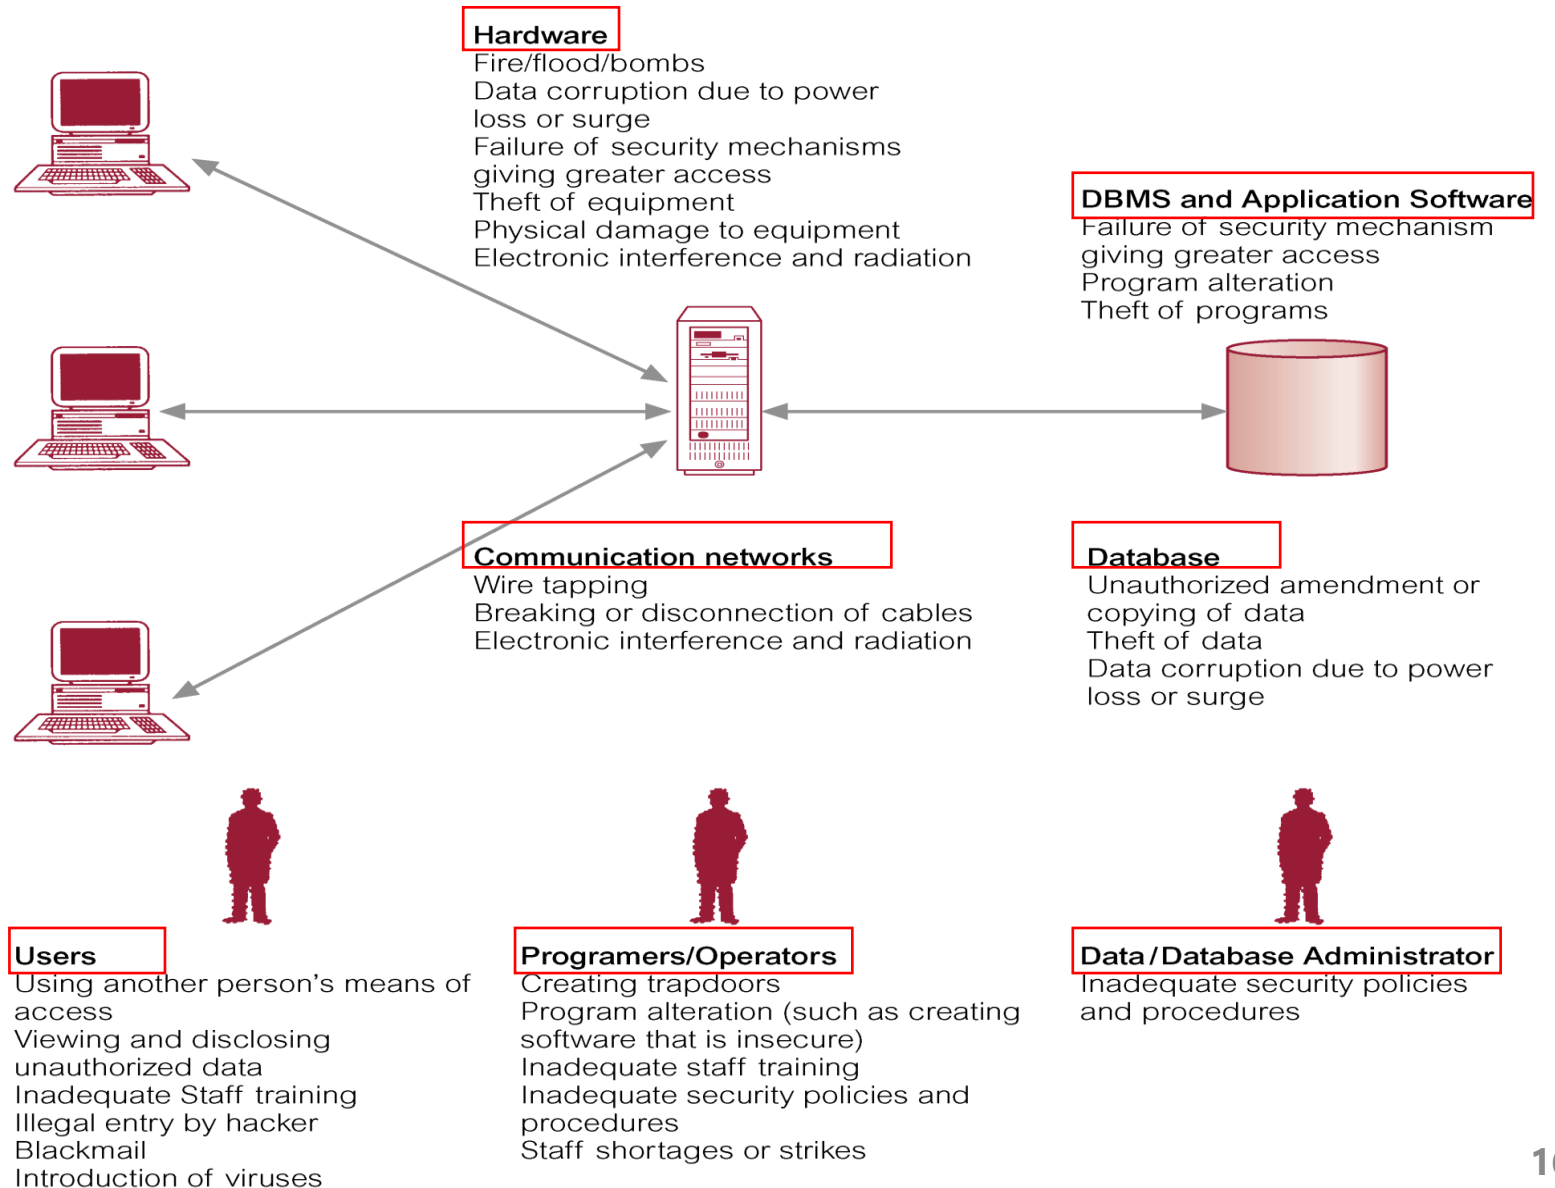 Hardware
Fire/flood/bombs
Data corruption due to power
loss or surge
Failure of security mechanisms
giving greater access
Theft of equipment
Physical damage to equipment
Electronic interference and radiation
DBMS and Application Software
Failure of security mechanism
giving greater access
Program alteration
Theft of programs
Communication networks
Wire tapping
Breaking or disconnection of cables
Electronic interference and radiation
Database
Unauthorized amendment or
copying of data
Theft of data
Data corruption due to power
loss or surge
Users
Using another person's means of
access
Viewing and disclosing
unauthorized data
Inadequate Staff training
Illegal entry by hacker
Blackmail
Introduction of viruses
Programers/Operators
Creating trapdoors
Program alteration (such as creating
software that is insecure)
Inadequate staff training
Inadequate security policies and
procedures
Staff shortages or strikes
Data/Database Administrator
Inadequate security policies
and procedures